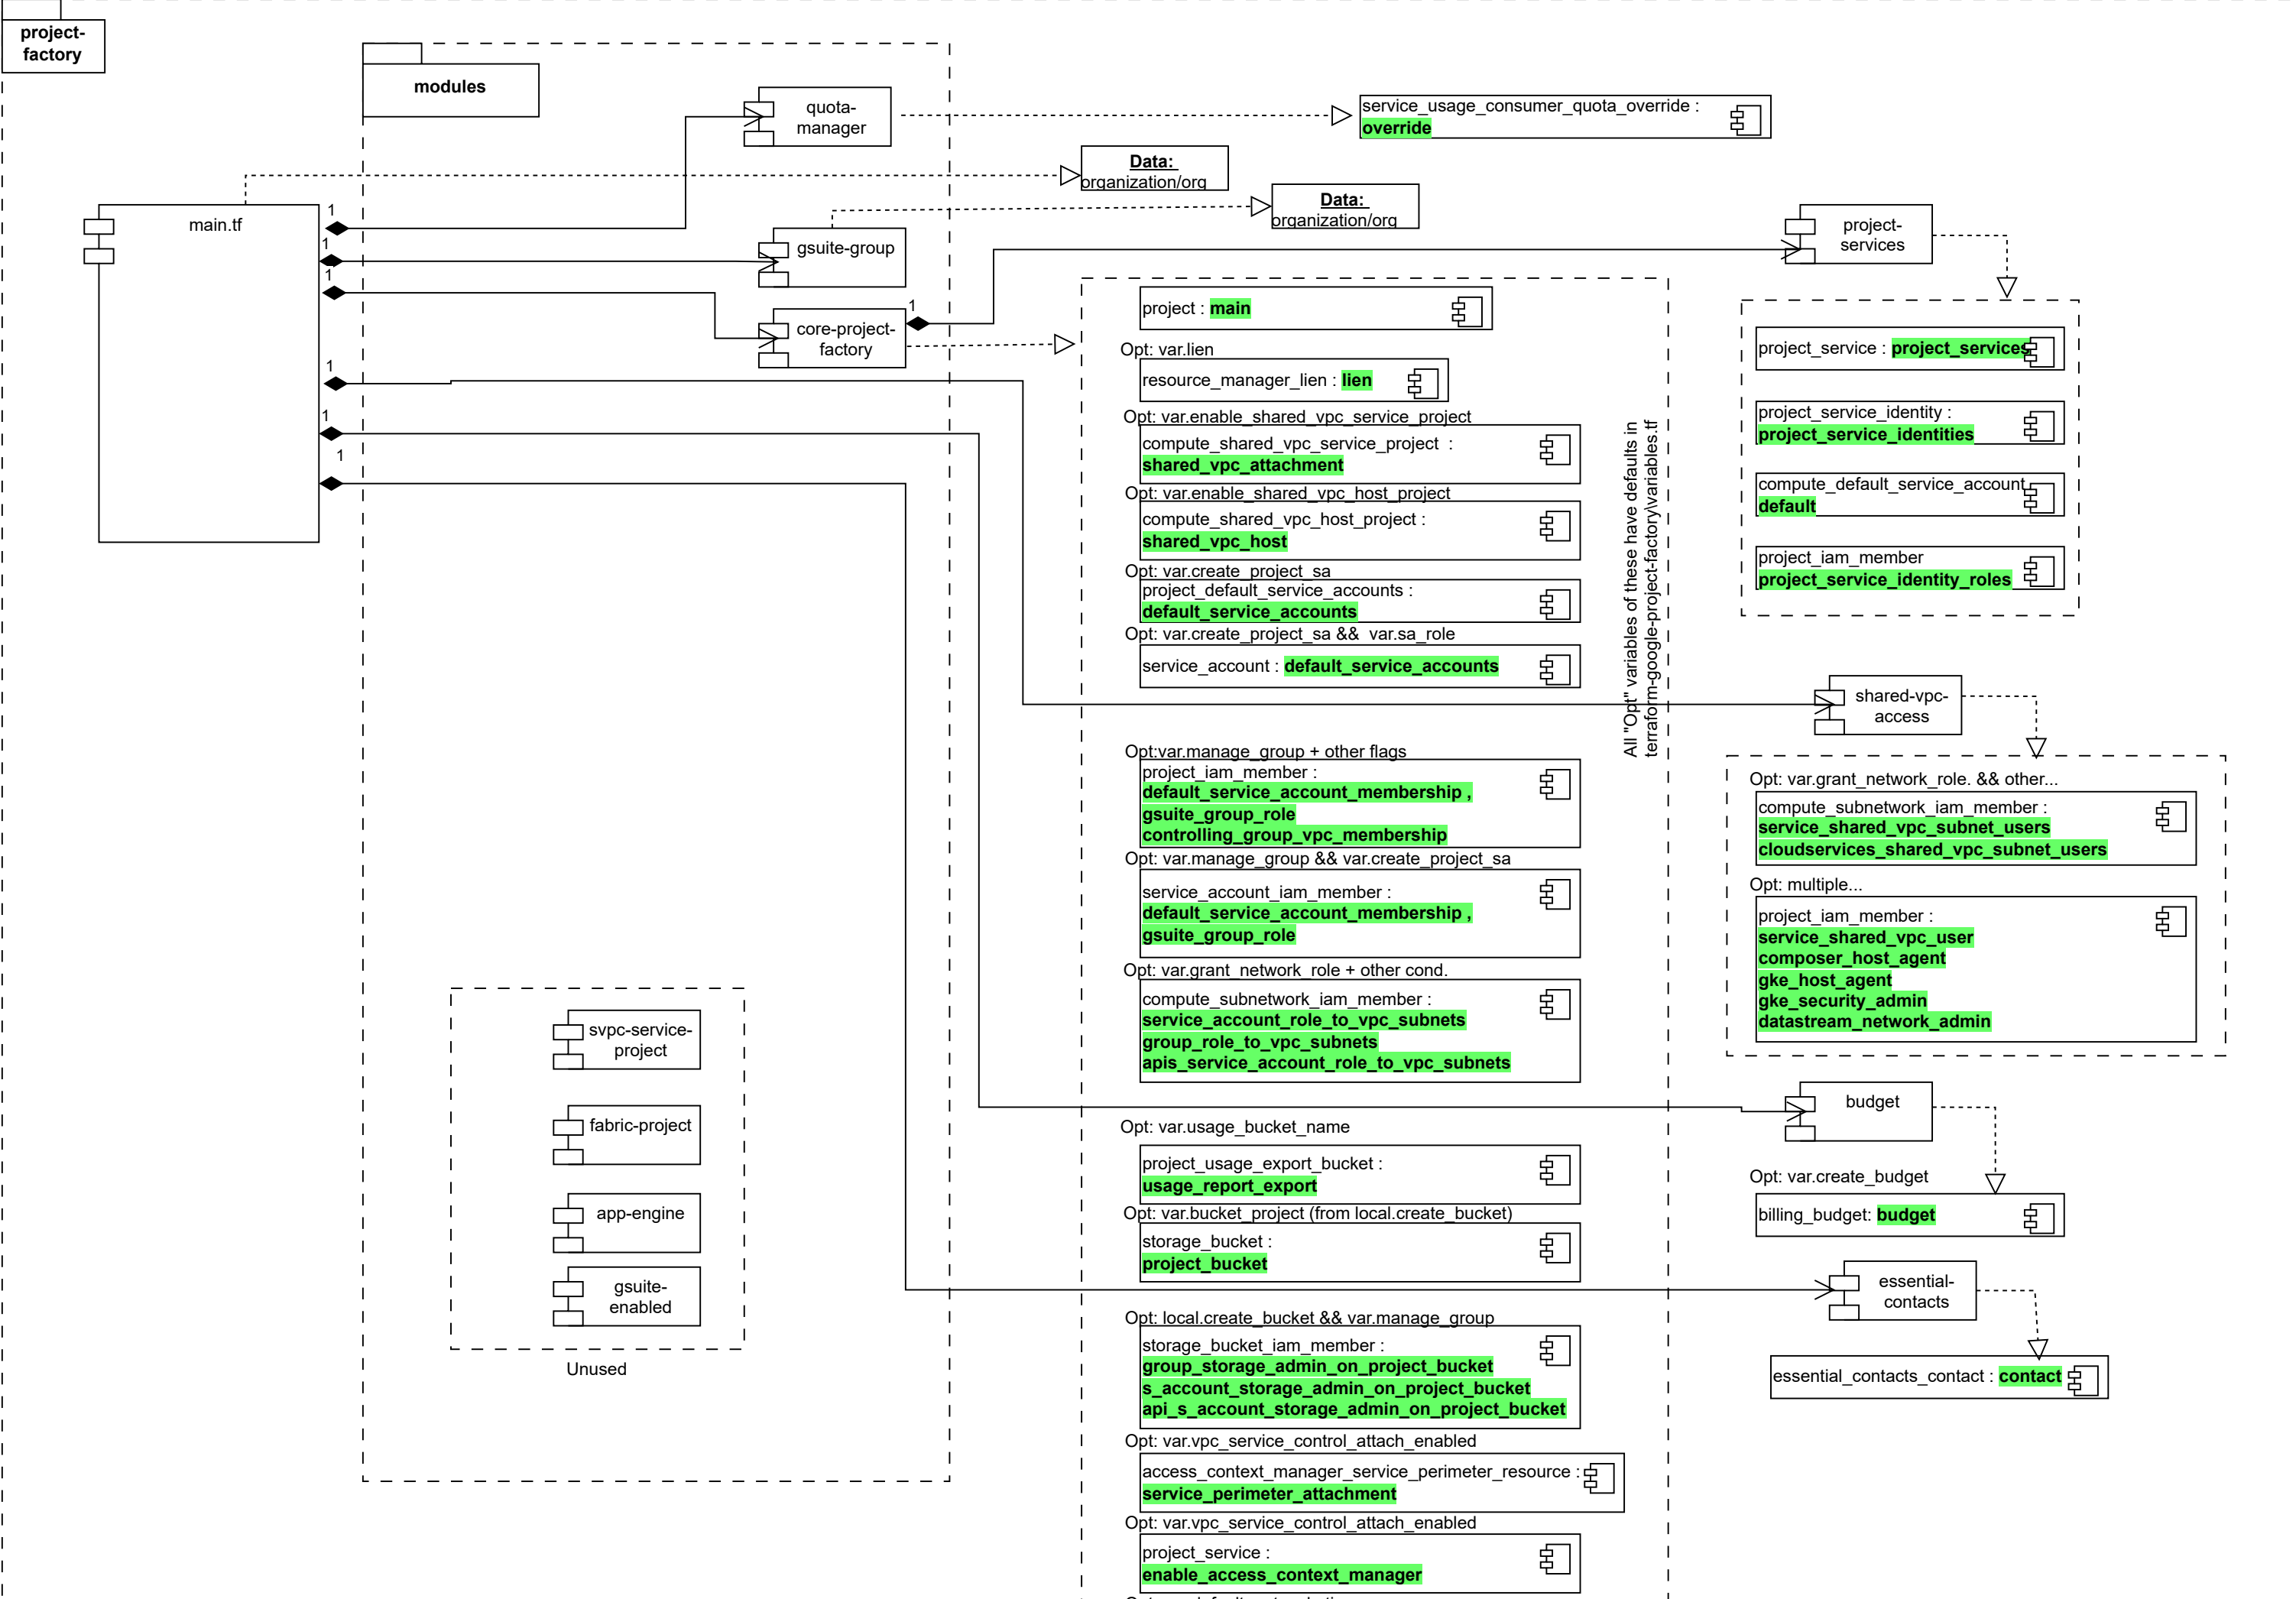 project-
factory
modules
quota-
manager
service_usage_consumer_quota_override :
override
Data:
organization/org
Data:
organization/org
main.tf
1
1
1
1
1
1
gsuite-group
core-project-
factory
1
project-
services
project : main
Opt: var.lien
resource_manager_lien : lien
Opt: var.enable_shared_vpc_service_project
compute_shared_vpc_service_project :
shared_vpc_attachment
Opt: var.enable_shared_vpc_host_project
compute_shared_vpc_host_project :
shared_vpc_host
Opt: var.create_project_sa
project_default_service_accounts :
default_service_accounts
Opt: var.create_project_sa && var.sa_role
service_account : default_service_accounts
Opt:var.manage_group + other flags
project_iam_member :
default_service_account_membership ,
gsuite_group_role
controlling_group_vpc_membership
Opt: var.manage_group && var.create_project_sa
service_account_iam_member :
default_service_account_membership ,
gsuite_group_role
Opt: var.grant_network_role + other cond.
compute_subnetwork_iam_member :
service_account_role_to_vpc_subnets
group_role_to_vpc_subnets
apis_service_account_role_to_vpc_subnets
Opt: var.usage_bucket_name
project_usage_export_bucket :
usage_report_export
Opt: var.bucket_project (from local.create_bucket)
storage_bucket :
project_bucket
Opt: local.create_bucket && var.manage_group
storage_bucket_iam_member :
group_storage_admin_on_project_bucket
s_account_storage_admin_on_project_bucket
api_s_account_storage_admin_on_project_bucket
Opt: var.vpc_service_control_attach_enabled
access_context_manager_service_perimeter_resource :
service_perimeter_attachment
Opt: var.vpc_service_control_attach_enabled
project_service :
enable_access_context_manager
All "Opt" variables of these have defaults in
terraform-google-project-factory\variables.tf
project_service : project_services
project_service_identity :
project_service_identities
compute_default_service_account
default
project_iam_member
project_service_identity_roles
shared-vpc-
access
Opt: var.grant_network_role. && other...
compute_subnetwork_iam_member :
service_shared_vpc_subnet_users
cloudservices_shared_vpc_subnet_users
Opt: multiple...
project_iam_member :
service_shared_vpc_user
composer_host_agent
gke_host_agent
gke_security_admin
datastream_network_admin
budget
Opt: var.create_budget
billing_budget: budget
essential-
contacts
essential_contacts_contact : contact
svpc-service-
project
fabric-project
app-engine
gsuite-
enabled
Unused